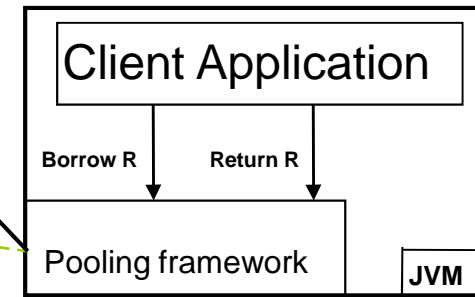 Client Application
Borrow R Return R
Pooling framework
JVM